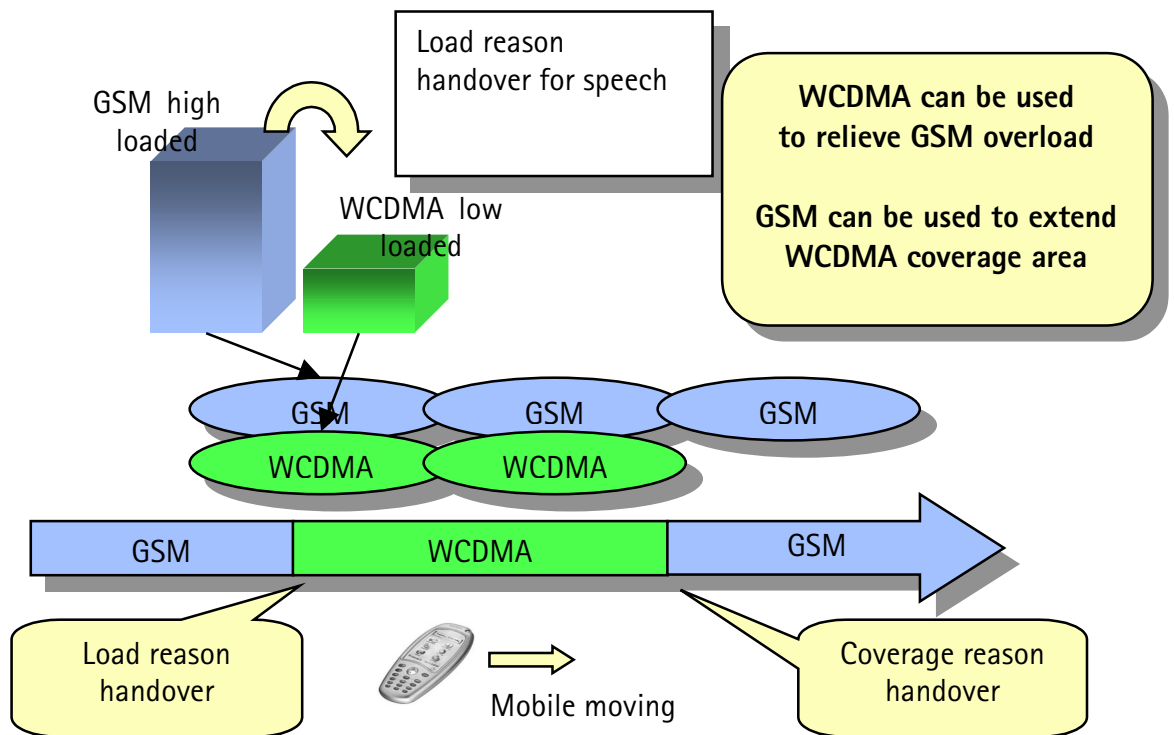 Load reason
handover for speech
GSM high
loaded
WCDMA low
loaded
WCDMA can be used
to relieve GSM overload
GSM can be used to extend
WCDMA coverage area
GSM
GSM
GSM
WCDMA
WCDMA
GSM
WCDMA
GSM
Load reason
handover
Mobile moving
Coverage reason
handover